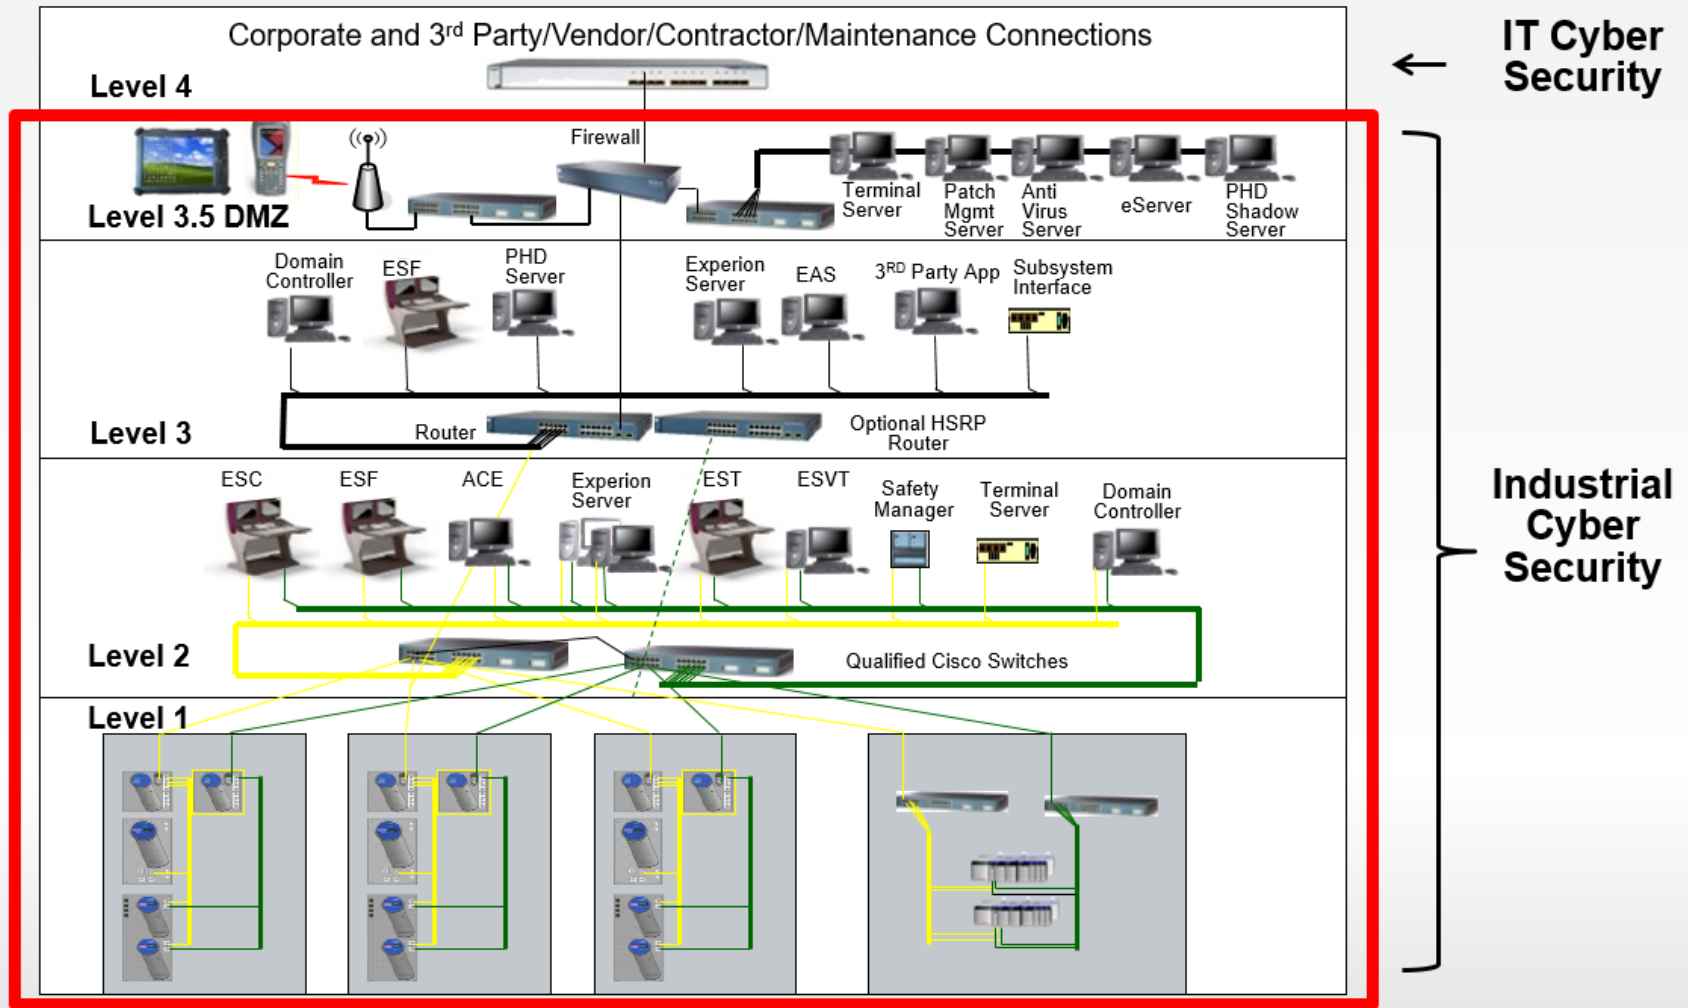 Corporate and 3rd Party/Vendor/Contractor/Maintenance Connections
IT Cyber
Security
Level 4
Firewall
Terminal
Server
Patch
Mgmt
Server
Anti
Virus
Server
eServer
PHD
Shadow
Server
Level 3.5 DMZ
Domain
Controller
ESF
PHD
Server
Experion
Server
EAS
3RD Party App
Subsystem
Interface
Level 3
Router
Optional HSRP
Router
ESC
ESF
ACE
Experion
Server
EST
ESVT
Safety
Manager
Terminal
Server
Domain
Controller
Industrial
Cyber
Security
Level 2
Qualified Cisco Switches
Level 1